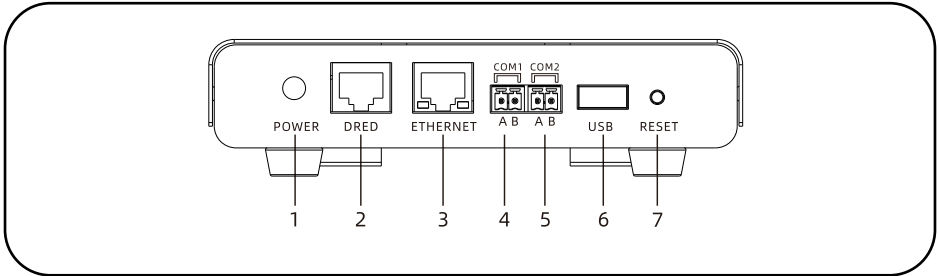 COM1 COM2
A B A B
POWER DRED ETHERNET USB RESET
1 2 3 4 5 6 7